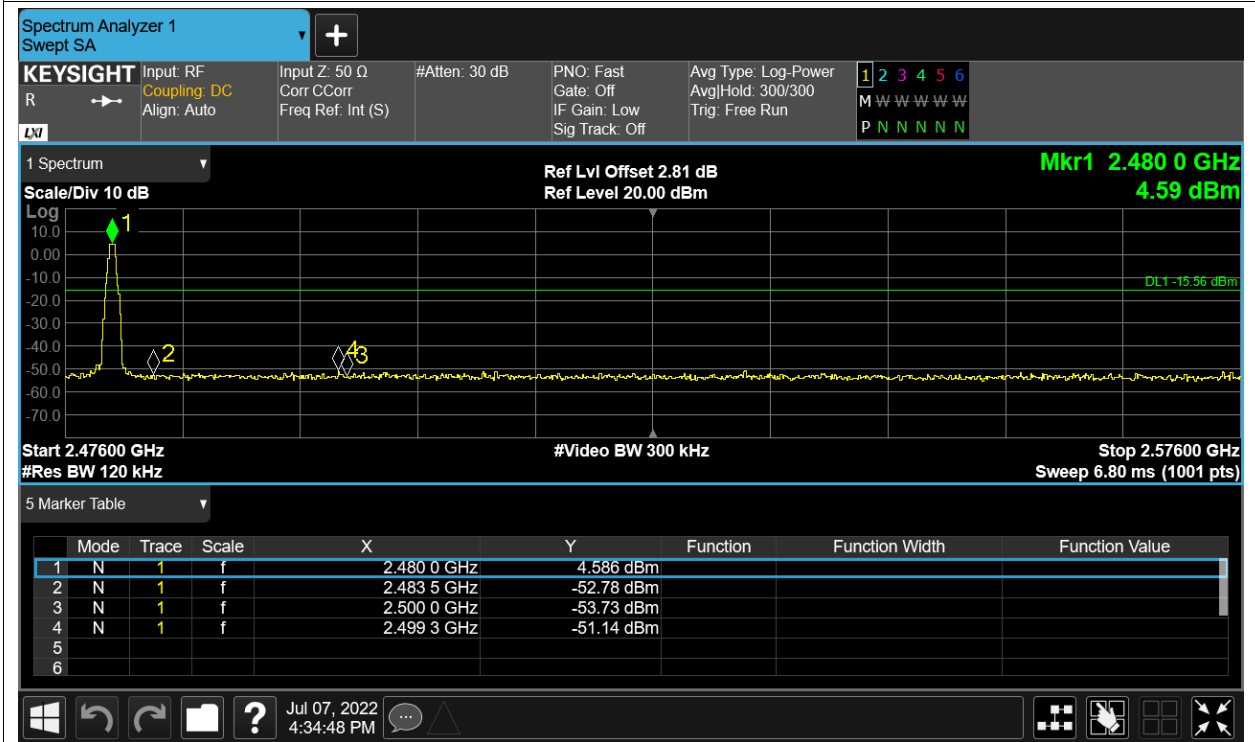 Spectrum Analyzer 1
Swept SA
+
KEYSIGHT Input: RF Input Z: 50 Ω #Atten: 30 dB PNO: Fast Avg Type: Log-Power 1 2 3 4 5 6
R Coupling: DC Corr CCorr Gate: Off Avg|Hold: 300/300 M W W W W W
Align: Auto Freq Ref: Int (S) IF Gain: Low Trig: Free Run
LXI Sig Track: Off P N N N N N N
1 Spectrum Ref Lvl Offset 2.81 dB Mkr1 2.480 0 GHz
Scale/Div 10 dB Ref Level 20.00 dBm 4.59 dBm
Log
1
10.0
0.00
-10.0
DL1 -15.56 dBm
-20.0
-30.0
-40.0
2 4 3
-50.0
-60.0
-70.0
Start 2.47600 GHz #Video BW 300 kHz Stop 2.57600 GHz
#Res BW 120 kHz Sweep 6.80 ms (1001 pts)
5 Marker Table
Mode Trace Scale X Y Function Function Width Function Value
1 N 1 f 2.480 0 GHz 4.586 dBm
2 N 1 f 2.483 5 GHz -52.78 dBm
3 N 1 f 2.500 0 GHz -53.73 dBm
4 N 1 f 2.499 3 GHz -51.14 dBm
5
6
? Jul 07, 2022
4:34:48 PM